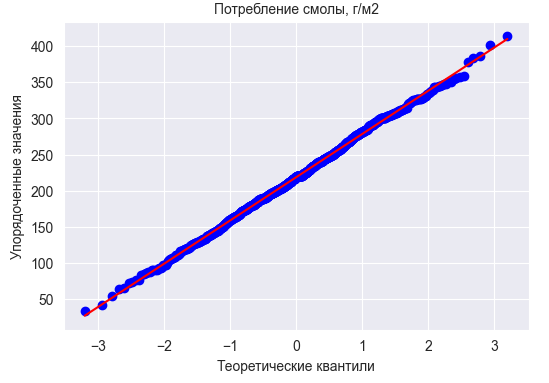 Потребление смолы, г/м2
400
350
300
250
200
150
100
50
Упорядоченные значения
−3 −2 −1 0 1 2 3
Теоретические квантили